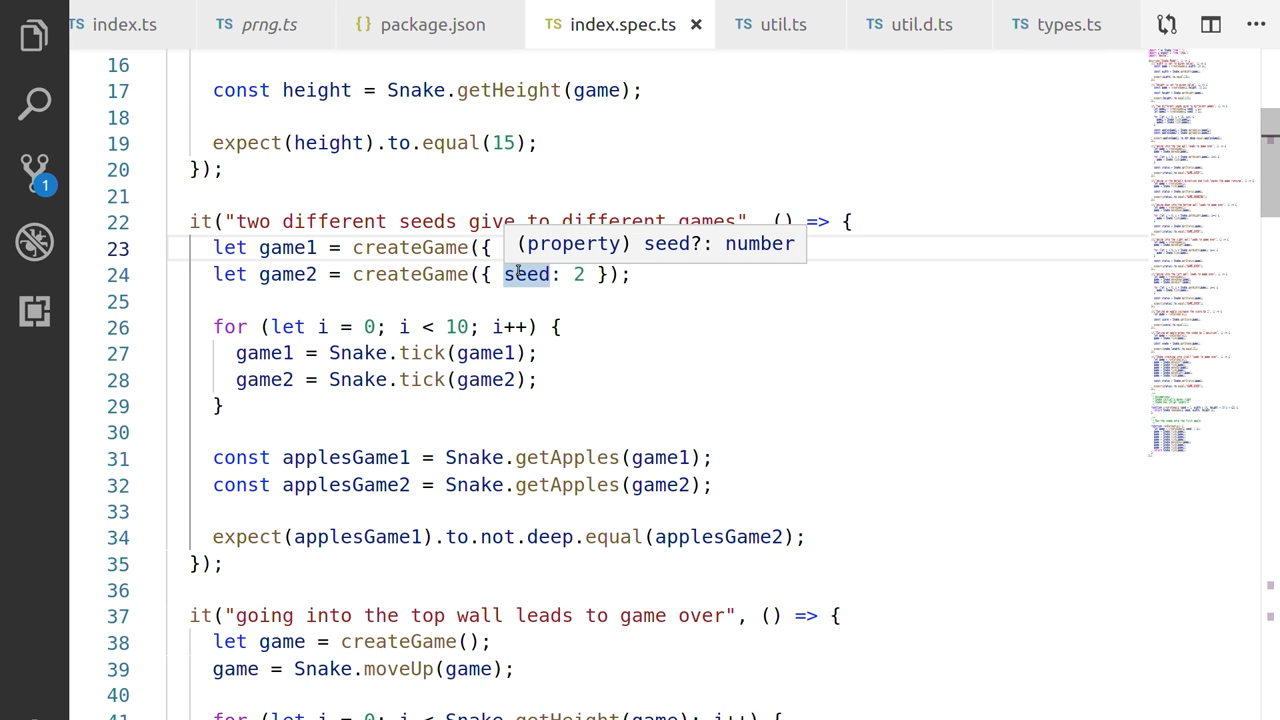 TS index.ts TS prng.ts {} package.json TS index.spec.ts × TS util.ts TS util.d.ts TS types.ts ...
1
16
17 const height = Snake.getHeight(game);
18
19 expect(height).to.equal(15);
20 });
21
22 it("two different seeds giv to different games", () => {
23 let game1 = createGam ({
(property) seed?: number
24 let game2 = createGam ({ seed: 2 });
25
26 for (let i = 0; i < 10; i++) {
27 game1 = Snake.tick(game1);
28 game2 = Snake.tick(game2);
29 }
30
31 const applesGame1 = Snake.getApples(game1);
32 const applesGame2 = Snake.getApples(game2);
33
34 expect(applesGame1).to.not.deep.equal(applesGame2);
35 });
36
37 it("going into the top wall leads to game over", () => {
38 let game = createGame();
39 game = Snake.moveUp(game);
40
41 for (let i = 0; i < Snake.getHeight(game); i++) {